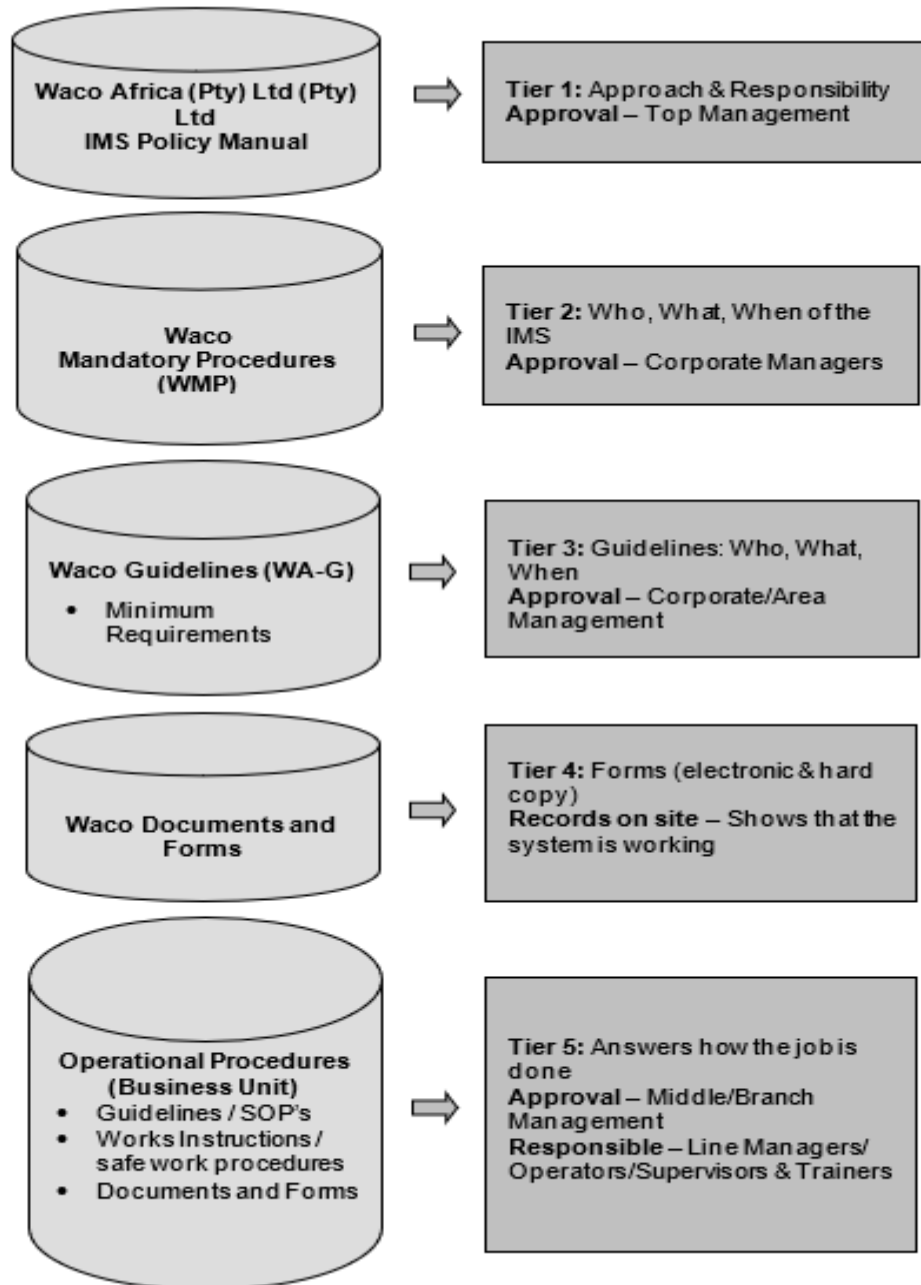 Waco Africa (Pty) Ltd (Pty)
Ltd
IMS Policy Manual
Tier 1: Approach & Responsibility
Approval – Top Management
Waco
Mandatory Procedures
(WMP)
Tier 2: Who, What, When of the
IMS
Approval – Corporate Managers
Waco Guidelines (WA-G)
• Minimum
Requirements
Tier 3: Guidelines: Who, What,
When
Approval – Corporate/Area
Management
Waco Documents and
Forms
Tier 4: Forms (electronic & hard
copy)
Records on site – Shows that the
system is working
Operational Procedures
(Business Unit)
• Guidelines / SOP's
• Works Instructions /
safe work procedures
• Documents and Forms
Tier 5: Answers how the job is
done
Approval – Middle/Branch
Management
Responsible – Line Managers/
Operators/Supervisors & Trainers